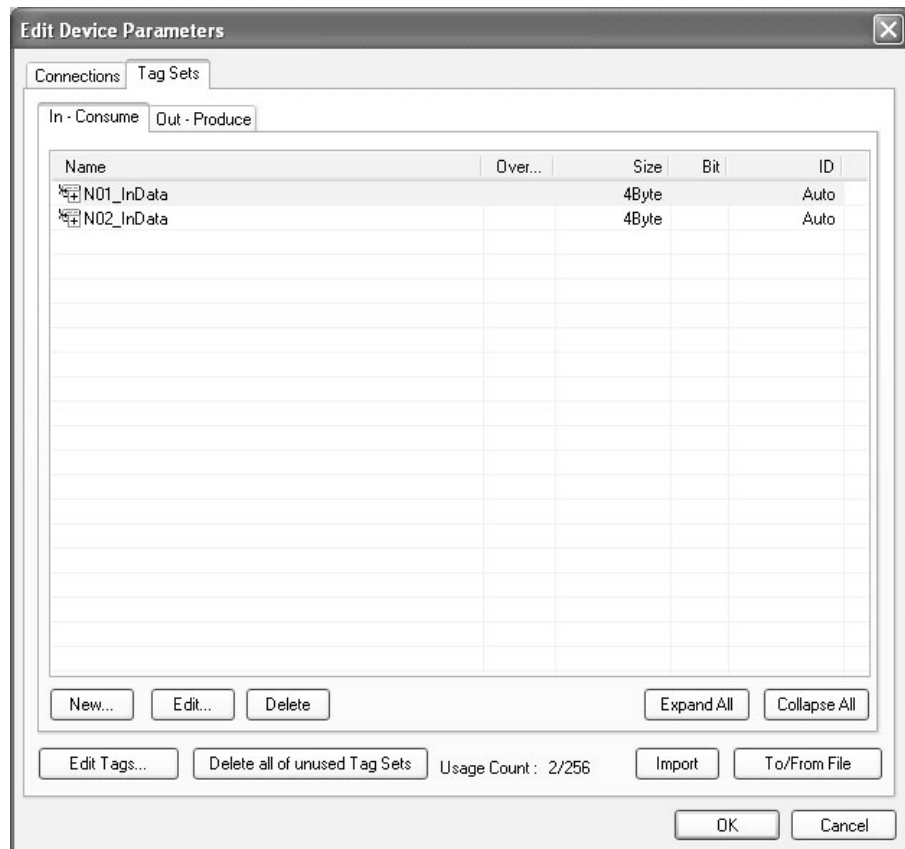 Edit Device Parameters
Connections Tag Sets
In - Consume Out - Produce
Name Over... Size Bit ID
N01_InData 4Byte Auto
N02_InData 4Byte Auto
New... Edit... Delete Expand All Collapse All
Edit Tags... Delete all of unused Tag Sets Usage Count : 2/256 Import To/From File
OK Cancel